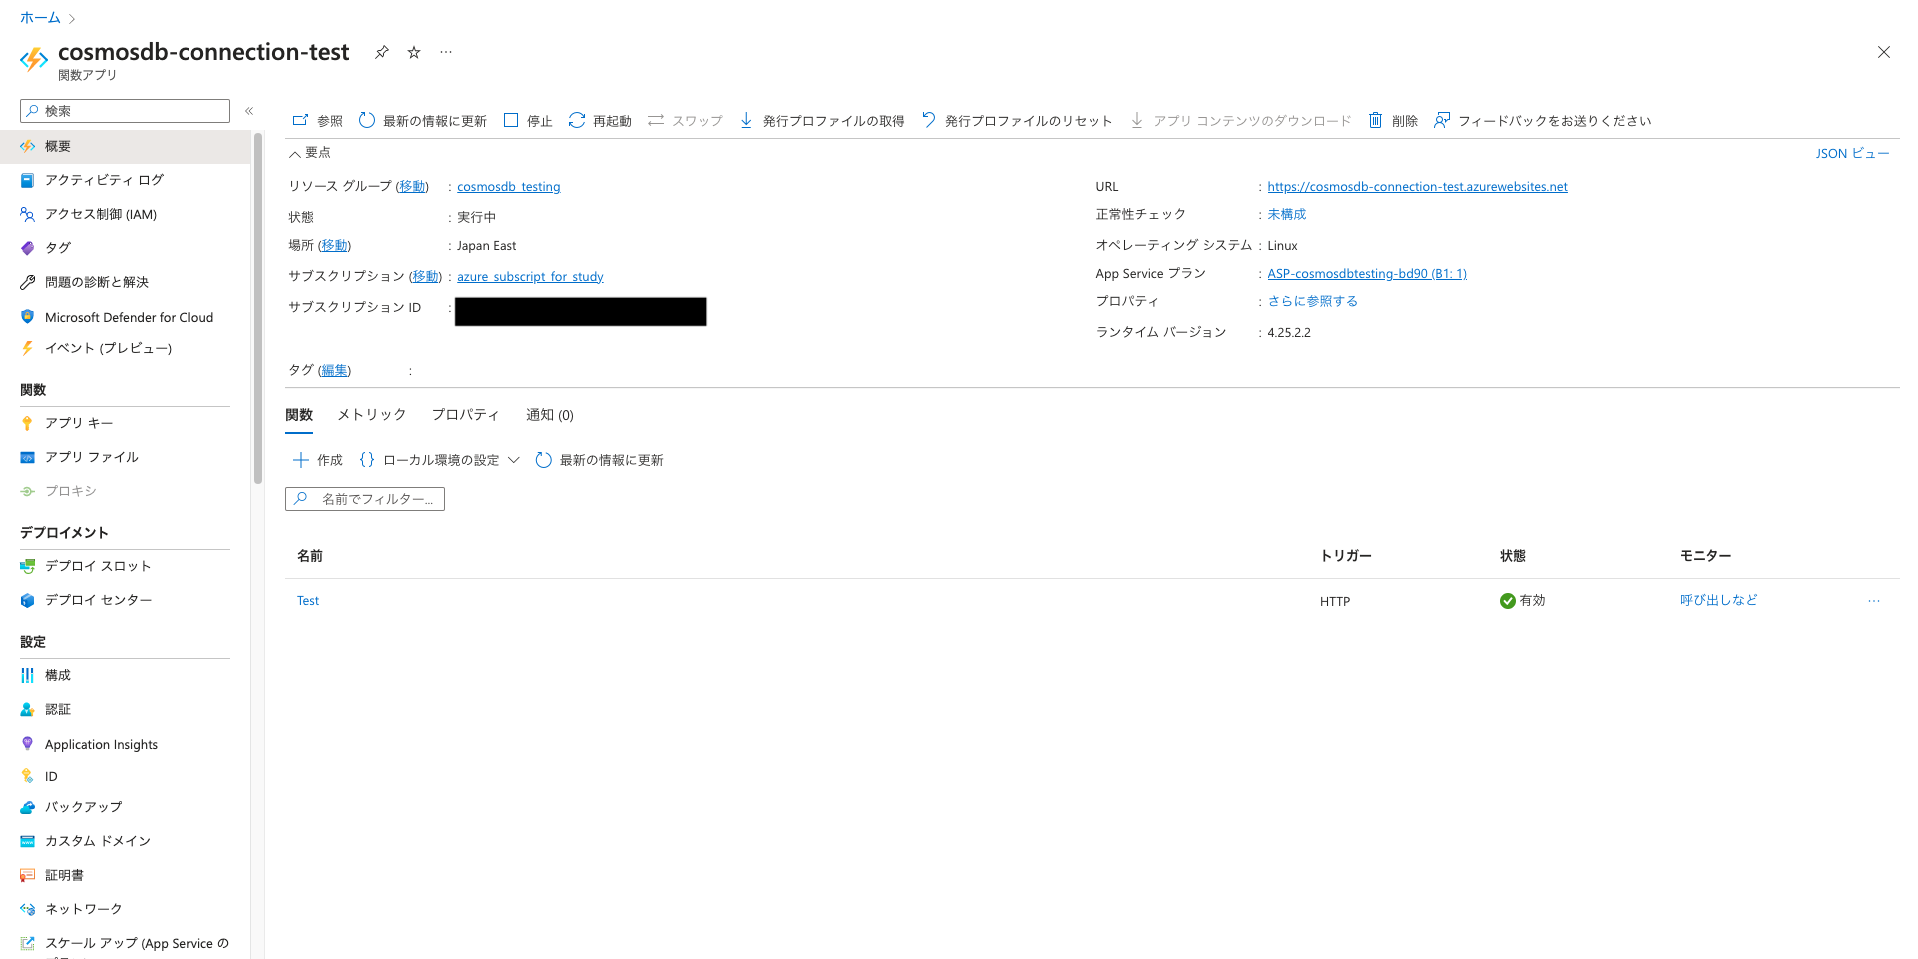 ホーム
cosmosdb-connection-test
関数アプリ
検索
概要
アクティビティ ログ
アクセス制御 (IAM)
タグ
問題の診断と解決
Microsoft Defender for Cloud
イベント (プレビュー)
関数
アプリ キー
アプリ ファイル
プロキシ
デプロイメント
デプロイ スロット
デプロイ センター
設定
構成
認証
Application Insights
ID
バックアップ
カスタム ドメイン
証明書
ネットワーク
スケール アップ (App Service の
参照 最新の情報に更新 停止 再起動 スワップ 発行プロファイルの取得 発行プロファイルのリセット アプリ コンテンツのダウンロード 削除 フィードバックをお送りください
要点 JSON ビュー
リソース グループ (移動) : cosmosdb_testing
状態 : 実行中
場所 (移動) : Japan East
サブスクリプション (移動) : azure_subscript_for_study
サブスクリプション ID :
URL : https://cosmosdb-connection-test.azurewebsites.net
正常性チェック : 未構成
オペレーティング システム : Linux
App Service プラン : ASP-cosmosdbtesting-bd90 (B1: 1)
プロパティ : さらに参照する
ランタイム バージョン : 4.25.2.2
タグ (編集) :
関数 メトリック プロパティ 通知 (0)
作成 ローカル環境の設定 最新の情報に更新
名前でフィルター...
名前 トリガー 状態 モニター
Test HTTP 有効 呼び出しなど